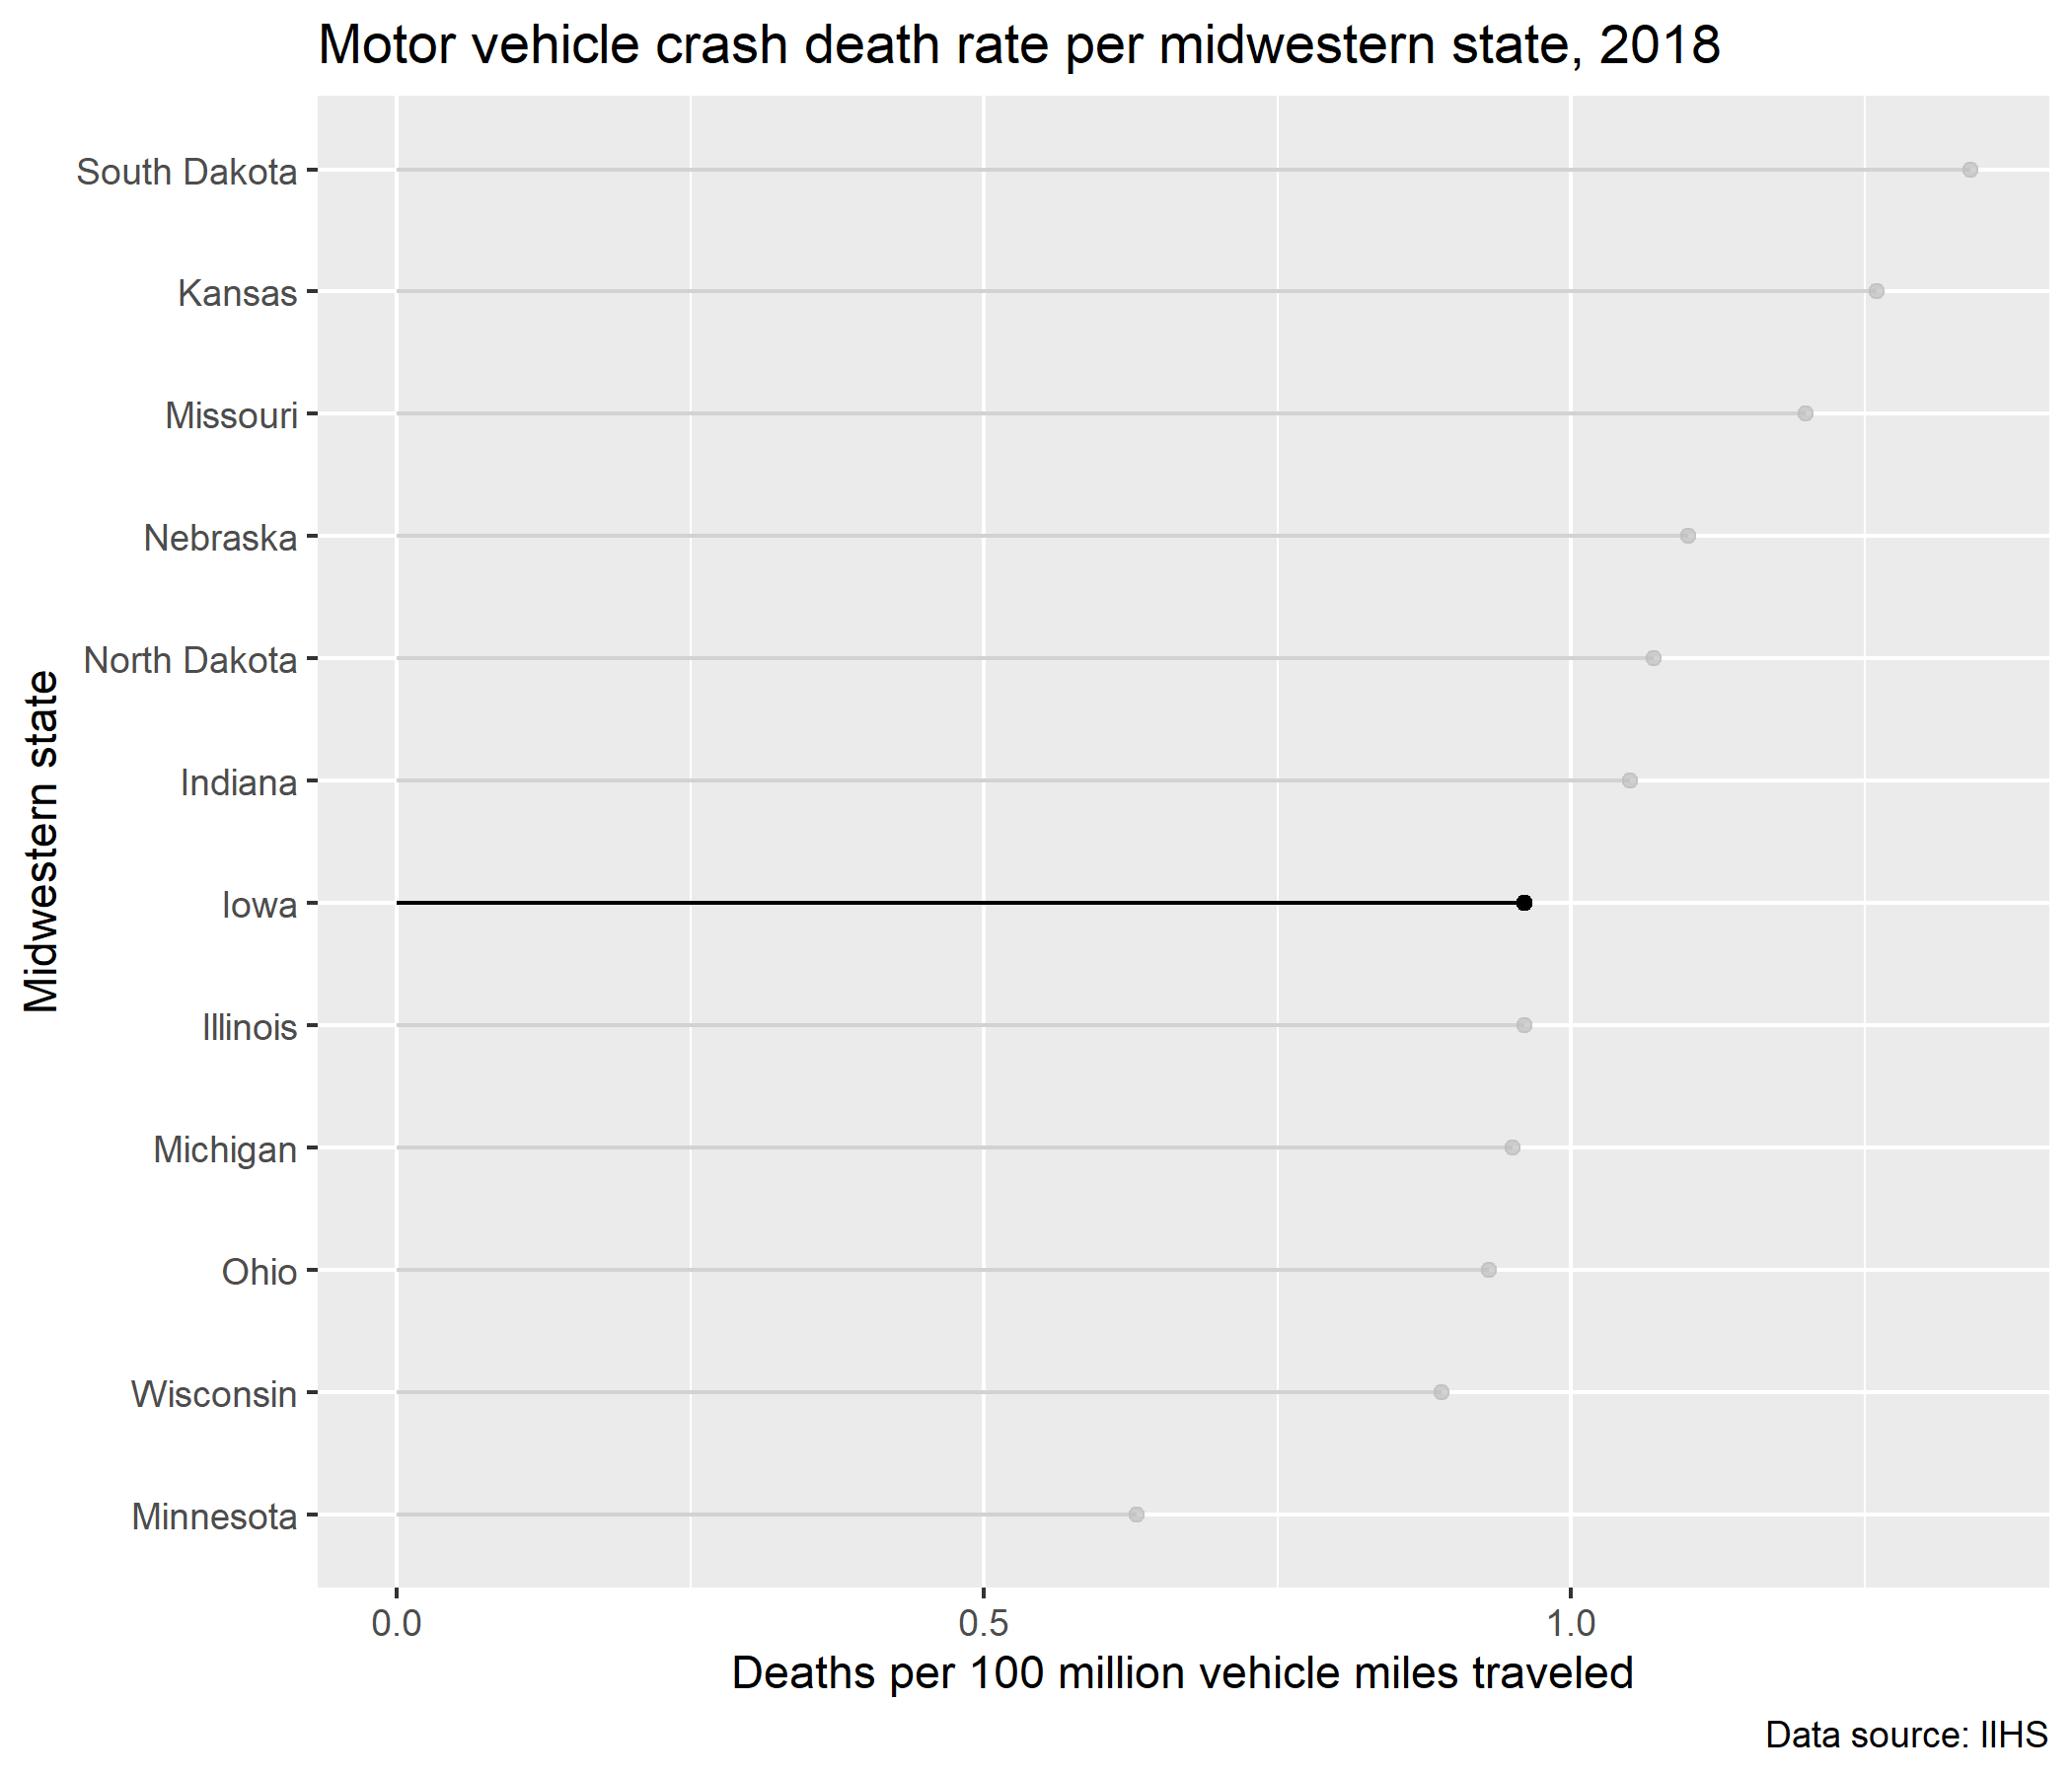 Motor vehicle crash death rate per midwestern state, 2018
South Dakota
Kansas
Missouri
Nebraska
North Dakota
Indiana
Iowa
Illinois
Michigan
Ohio
Wisconsin
Minnesota
Midwestern state
0.0 0.5 1.0
Deaths per 100 million vehicle miles traveled
Data source: IIHS